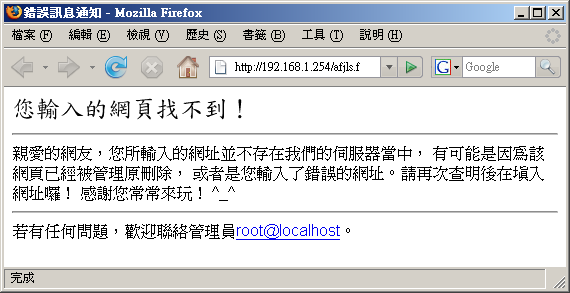 錯誤訊息通知 - Mozilla Firefox
檔案 (F) 編輯 (E) 檢視 (V) 歷史 (S) 書籤 (B) 工具 (T) 說明 (H)
http://192.168.1.254/afjls.f G Google
您輸入的網頁找不到！
親愛的網友，您所輸入的網址並不存在我們的伺服器當中， 有可能是因為該
網頁已經被管理原刪除， 或者是您輸入了錯誤的網址。請再次查明後在填入
網址囉！ 感謝您常常來玩！ ^_^
若有任何問題，歡迎聯絡管理員root@localhost。
完成